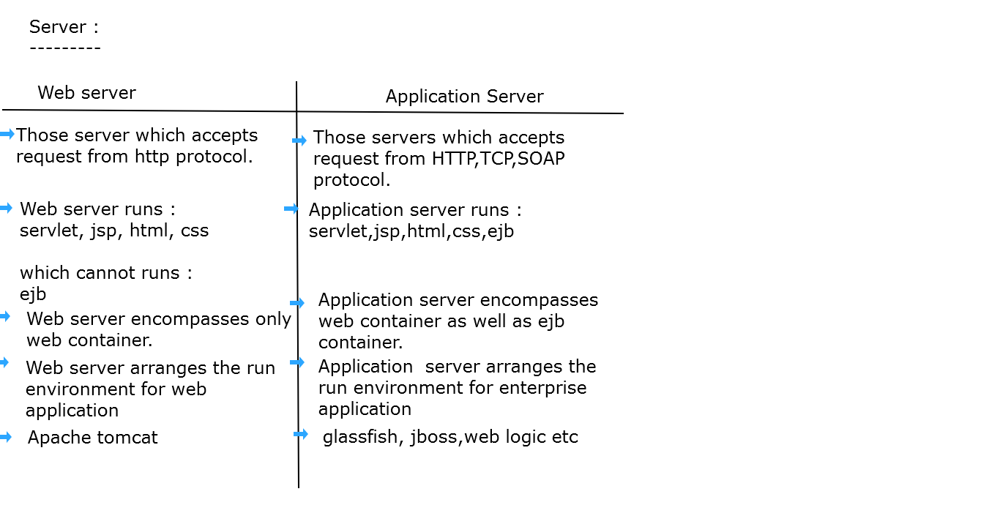 Server :
---------
Web server
Application Server
Those server which accepts
request from http protocol.
Those servers which accepts
request from HTTP,TCP,SOAP
protocol.
Web server runs :
servlet, jsp, html, css
Application server runs :
servlet,jsp,html,css,ejb
which cannot runs :
ejb
Web server encompasses only
web container.
Application server encompasses
web container as well as ejb
container.
Web server arranges the run
environment for web
application
Application  server arranges the
run environment for enterprise
application
Apache tomcat
glassfish, jboss,web logic etc